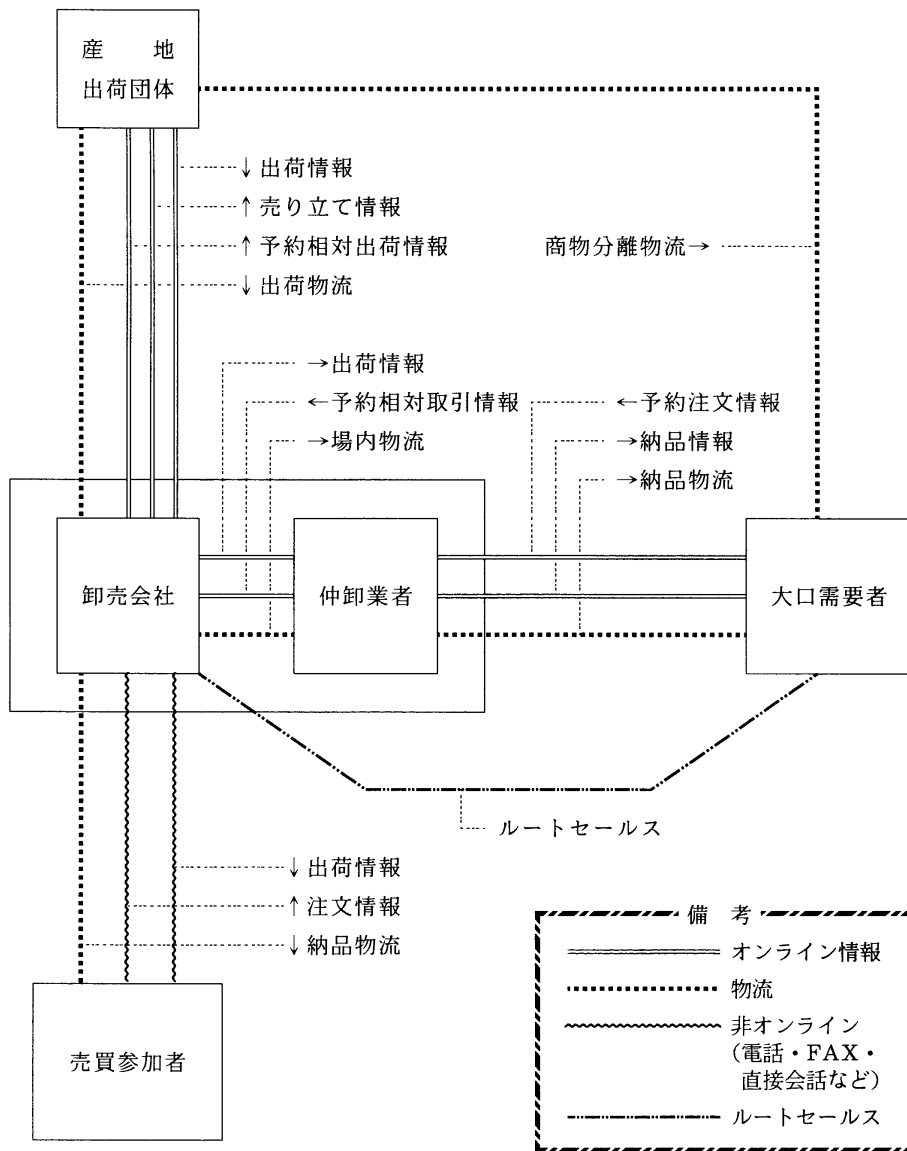 産　　地
出荷団体
↓出荷情報
↑売り立て情報
↑予約相対出荷情報
↓出荷物流
商物分離物流→
→出荷情報
←予約相対取引情報
→場内物流
←予約注文情報
→納品情報
→納品物流
卸売会社
仲卸業者
大口需要者
ルートセールス
↓出荷情報
↑注文情報
↓納品物流
売買参加者
備　考
オンライン情報
物流
非オンライン
（電話・FAX・
直接会話など）
ルートセールス